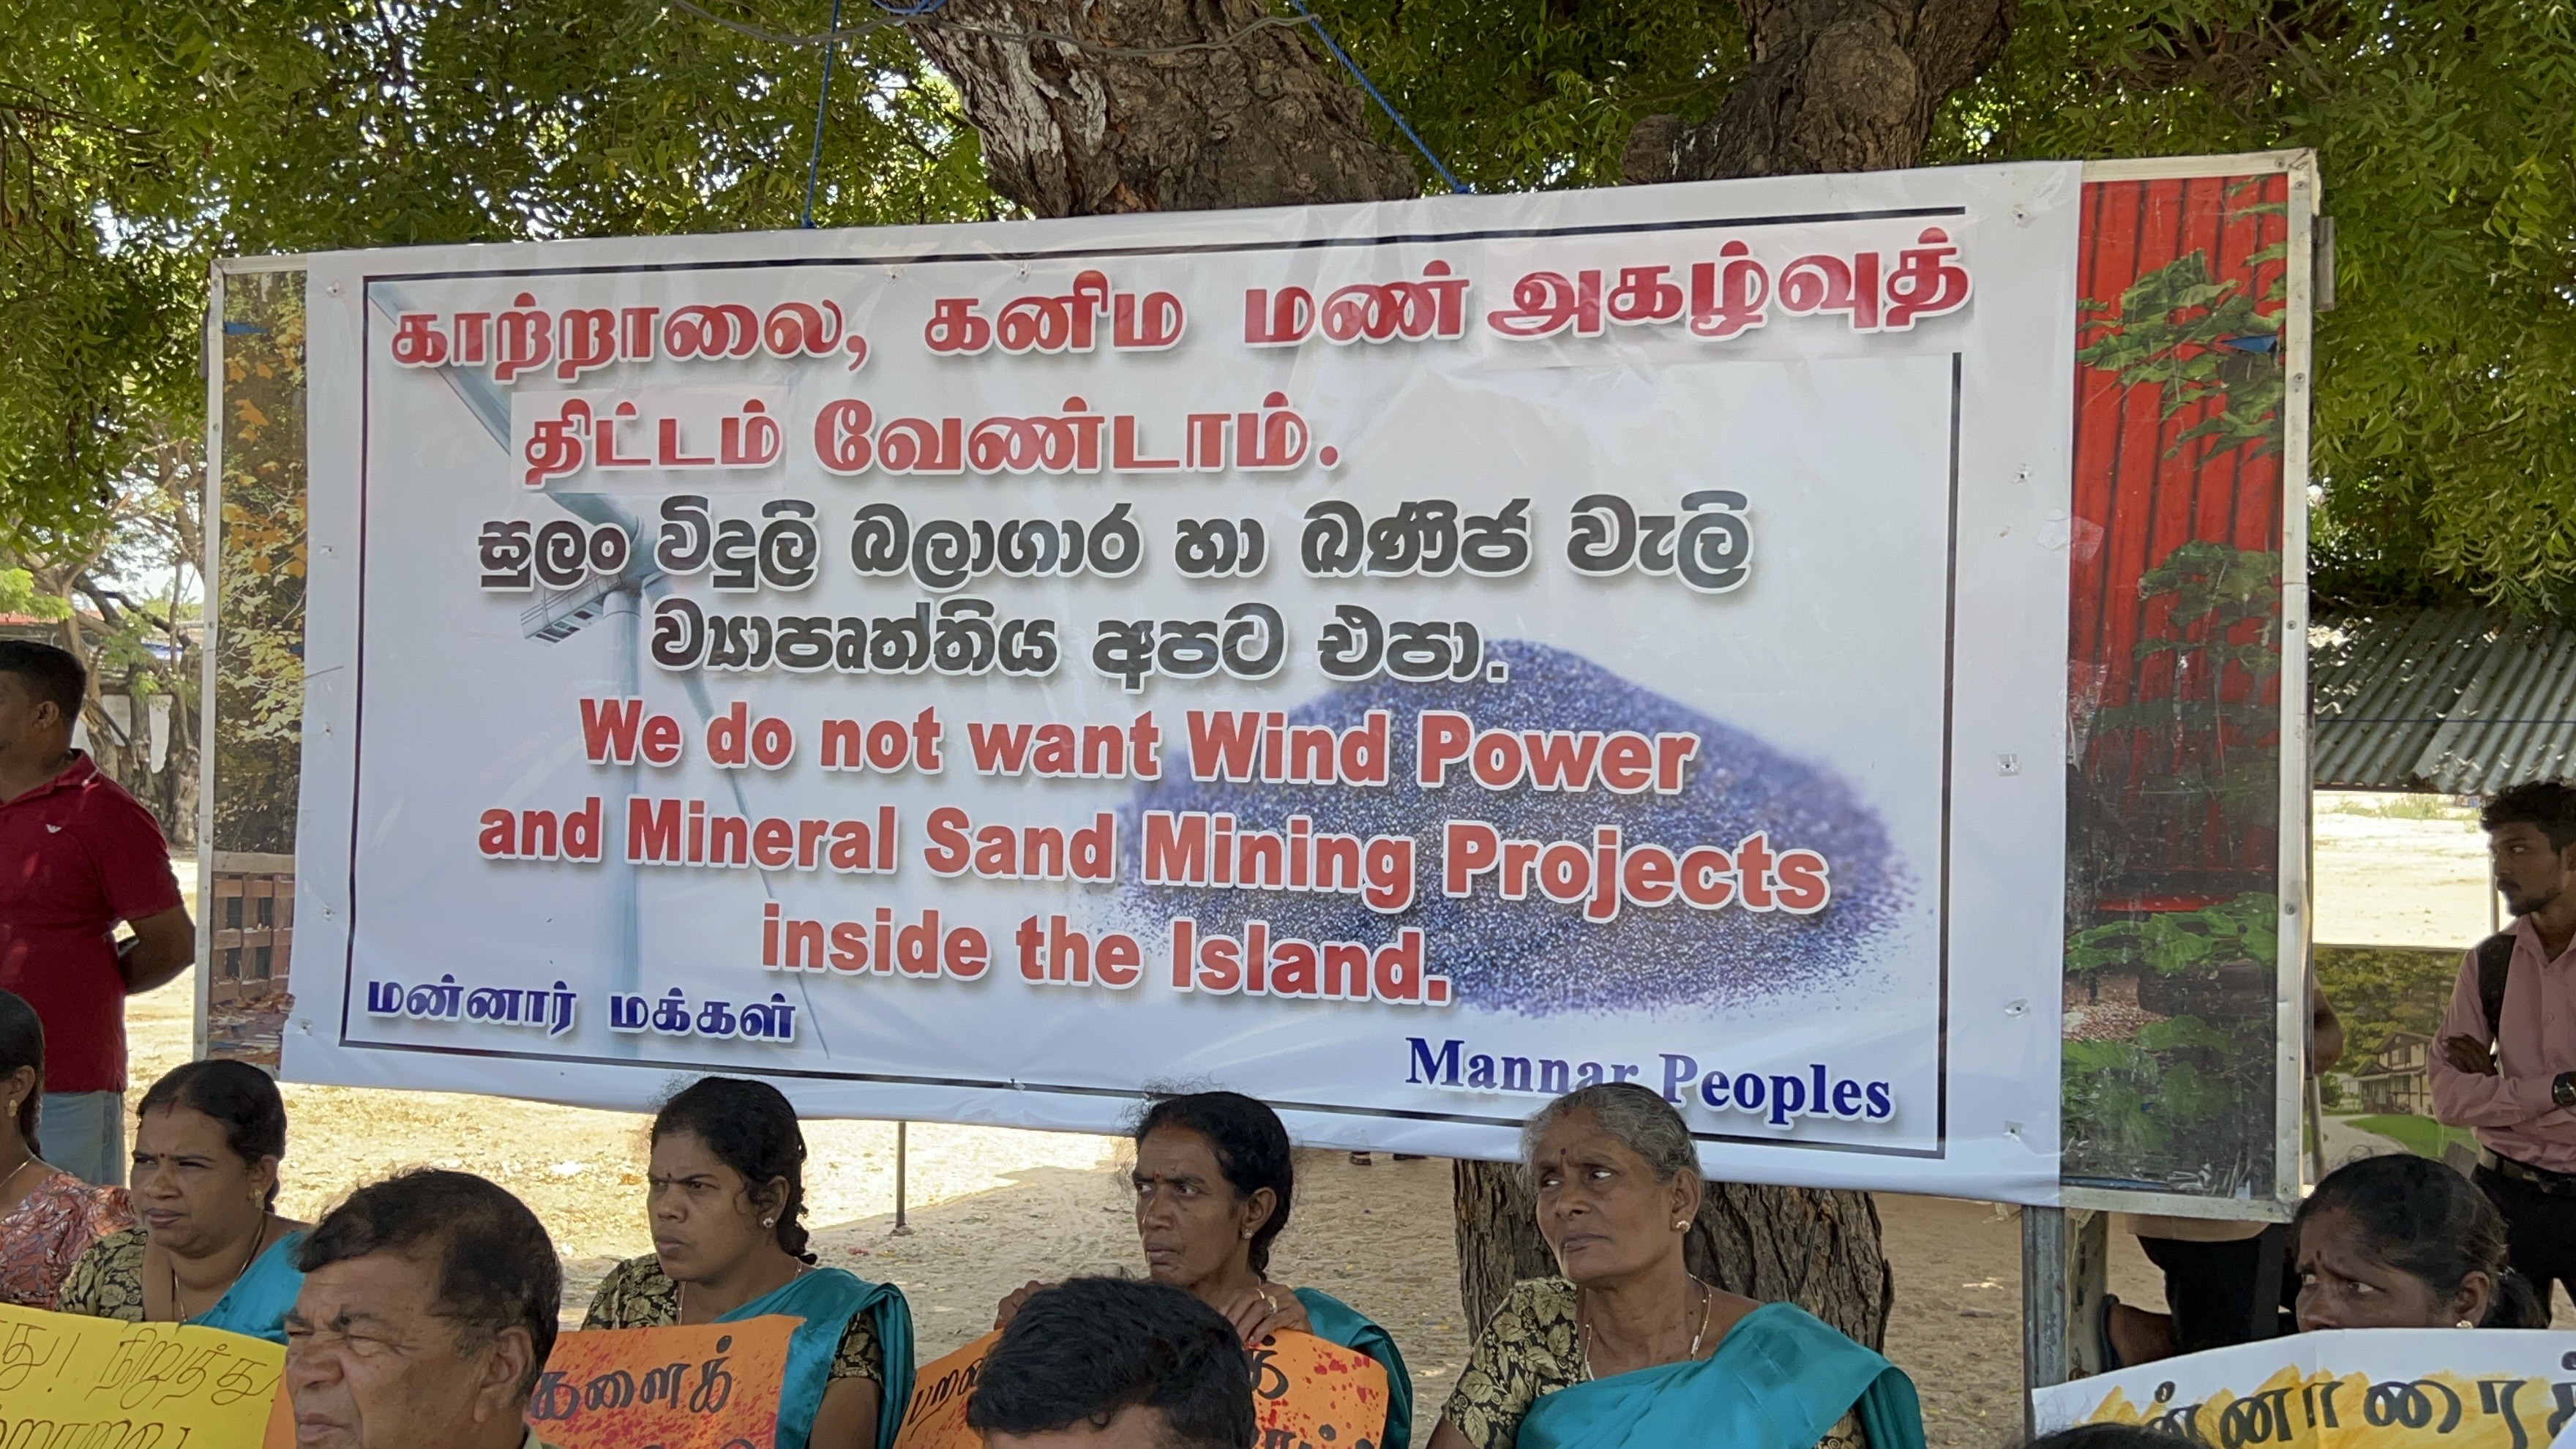 காற்றாலை, கனிம மண் அகழ்வுத்
திட்டம் வேண்டாம்.
සුලං විදුලි බලාගාර හා ඛණිජ වැලි
ව්‍යාපෘත්තිය අපට එපා.
We do not want Wind Power
and Mineral Sand Mining Projects
inside the Island.
மன்னார் மக்கள்
Mannar Peoples
நிறுத்து
களைக்